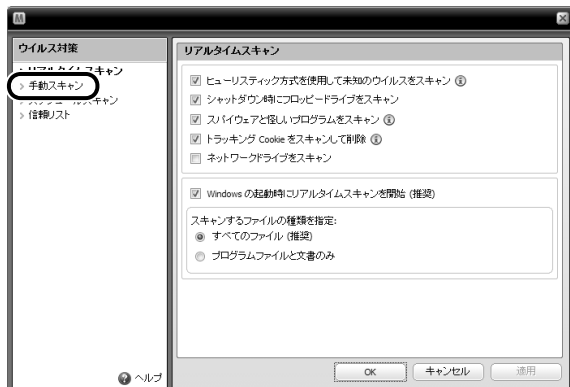 M
ウイルス対策
> リアルタイムスキャン
> 手動スキャン
> スケジュールスキャン
> 信頼リスト
リアルタイムスキャン
ヒューリスティック方式を使用して未知のウイルスをスキャン
シャットダウン時にフロッピードライブをスキャン
スパイウェアと怪しいプログラムをスキャン
トラッキング Cookie をスキャンして削除
ネットワークドライブをスキャン
Windows の起動時にリアルタイムスキャンを開始 (推奨)
スキャンするファイルの種類を指定:
すべてのファイル (推奨)
プログラムファイルと文書のみ
ヘルプ
OK
キャンセル
適用